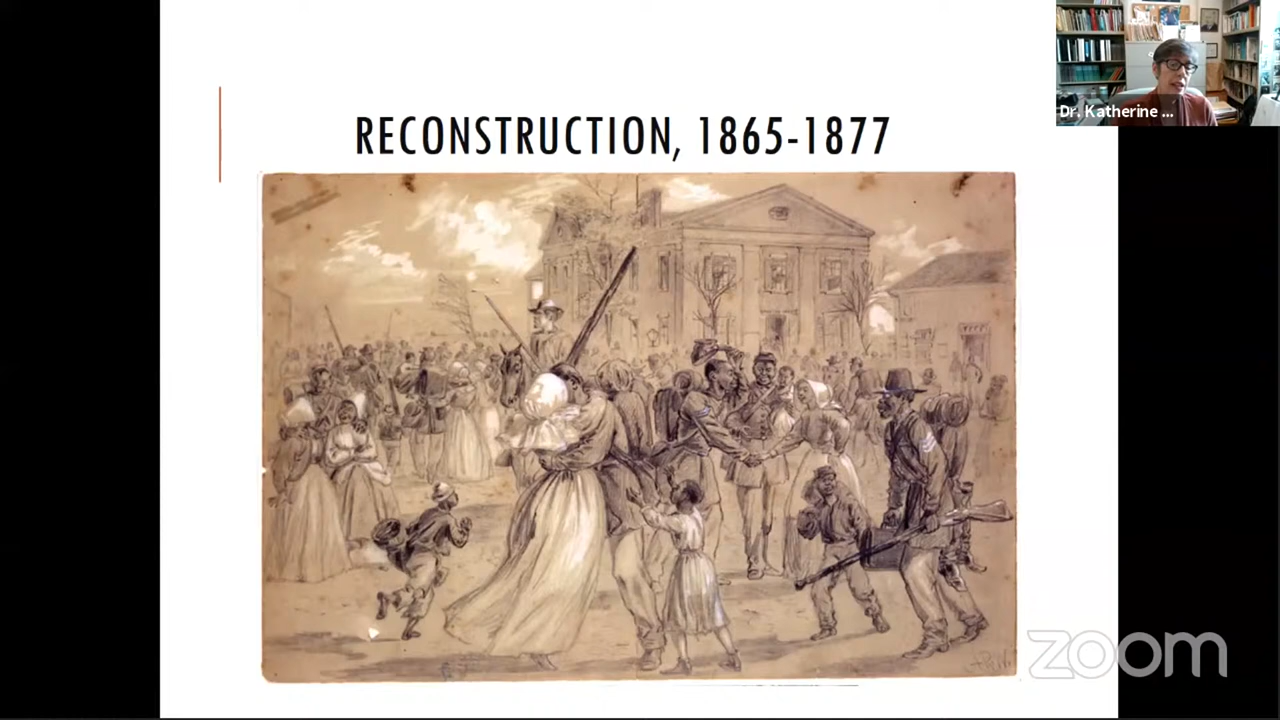 RECONSTRUCTION, 1865-1877
Dr. Katherine ...
zoom